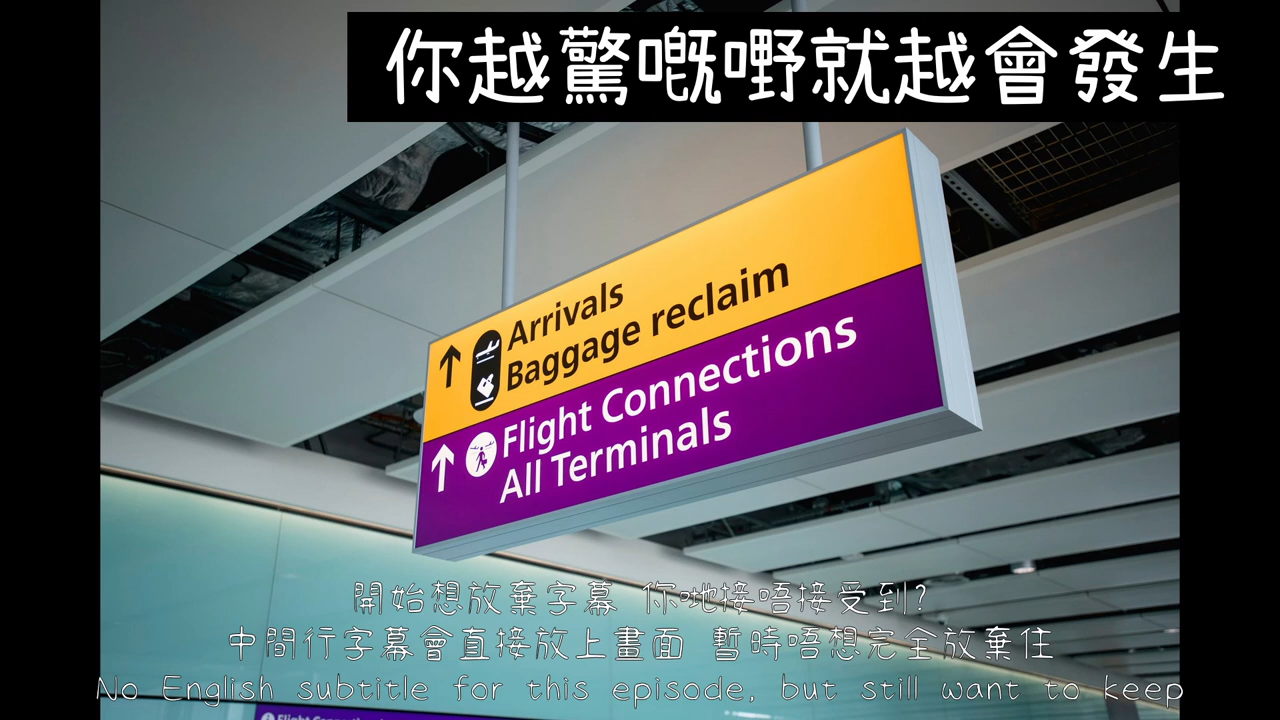 你越驚嘅嘢就越會發生
Arrivals
Baggage reclaim
Flight Connections
All Terminals
開始想放棄字幕 你哋接唔接受到?
中間行字幕會直接放上畫面 暫時唔想完全放棄住
No English subtitle for this episode, but still want to keep